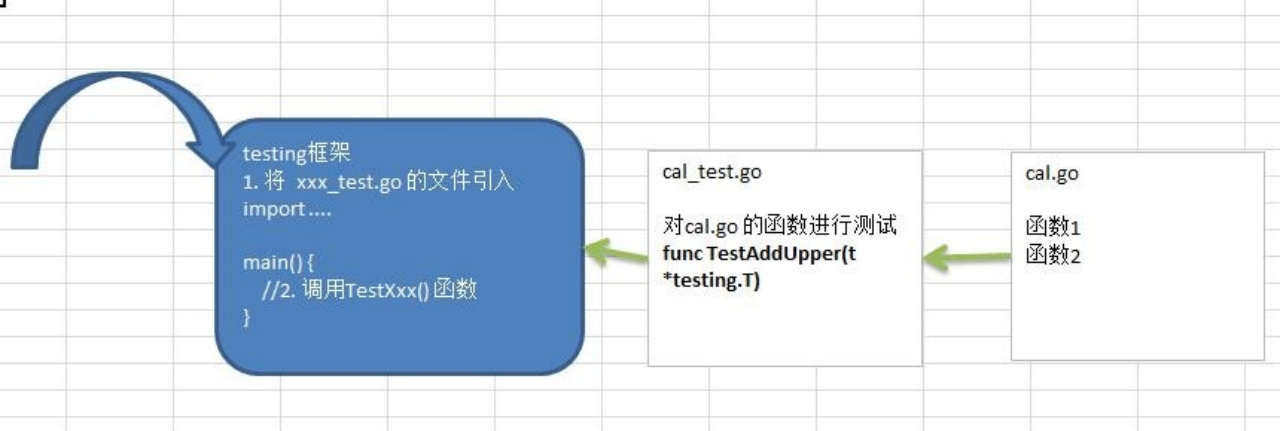 testing框架
1. 将 xxx_test.go 的文件引入
import ....
main() {
//2. 调用TestXxx() 函数
}
cal_test.go
对cal.go 的函数进行测试
func TestAddUpper(t
*testing.T)
cal.go
函数1
函数2